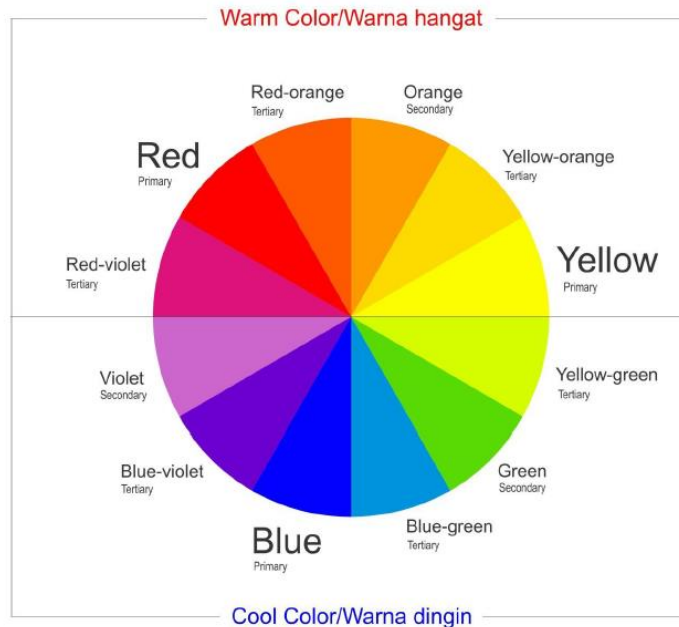 Warm Color/Warna hangat
Red-orange
Tertiary
Orange
Secondary
Red
Primary
Yellow-orange
Tertiary
Red-violet
Tertiary
Yellow
Primary
Violet
Secondary
Yellow-green
Tertiary
Blue-violet
Tertiary
Green
Secondary
Blue
Primary
Blue-green
Tertiary
Cool Color/Warna dingin